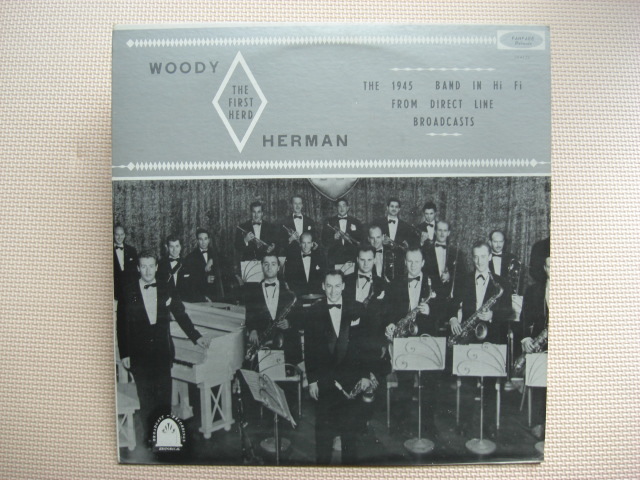 WOODY
THE
FIRST
HERD
HERMAN
THE 1945 BAND IN Hi Fi
FROM DIRECT LINE
BROADCASTS